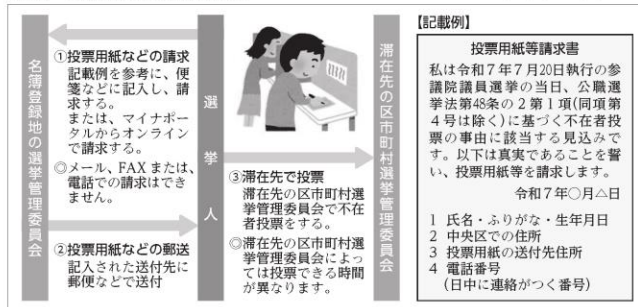 名簿登録地の選挙管理委員会
①投票用紙などの請求
記載例を参考に、便
箋などに記入し、請
求する。
または、マイナポ
ータルからオンライン
で請求する。
◎メール、FAXまたは、
電話での請求はでき
ません。
②投票用紙などの郵送
記入された送付先に
郵便などで送付
選挙人
③滞在先で投票
滞在先の区市町村選
挙管理委員会で不在
者投票をする。
◎滞在先の区市町村選
挙管理委員会によっ
ては投票できる時間
が異なります。
滞在先の区市町村選挙管理委員会
【記載例】
投票用紙等請求書
私は令和7年7月20日執行の参
議院議員選挙の当日、公職選
挙法第48条の2第1項(同項第
4号は除く)に基づく不在者投
票の事由に該当する見込みで
す。以下は真実であることを誓
い、投票用紙等を請求します。
令和7年○月△日
1 氏名・ふりがな・生年月日
2 中央区での住所
3 投票用紙の送付先住所
4 電話番号
(日中に連絡がつく番号)